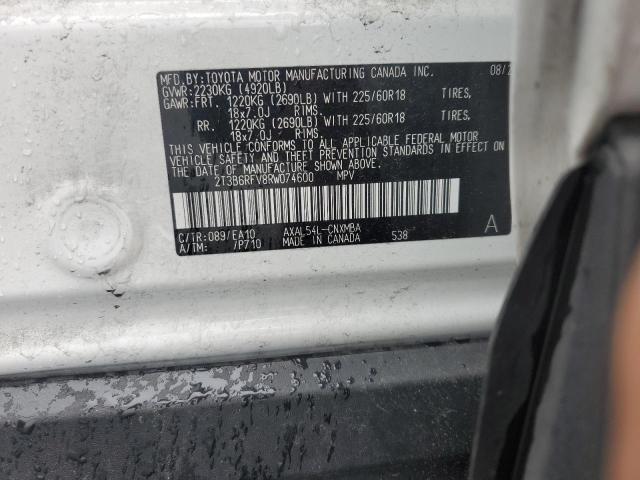 MFD. BY:TOYOTA MOTOR MANUFACTURING CANADA INC. 08/2
GVWR:2230KG (4920LB)
GAWR:FRT. 1220KG (2690LB) WITH 225/60R18 TIRES,
18x7.0J RIMS.
RR. 1220KG (2690LB) WITH 225/60R18 TIRES,
18x7.0J RIMS.
THIS VEHICLE CONFORMS TO ALL APPLICABLE FEDERAL MOTOR
VEHICLE SAFETY AND THEFT PREVENTION STANDARDS IN EFFECT ON
THE DATE OF MANUFACTURE SHOWN ABOVE.
2T3B6RFV8RW074600 MPV
C/TR:089/EA10 AXAL54L-CNXMBA
A/TM: /P710 MADE IN CANADA 538 A